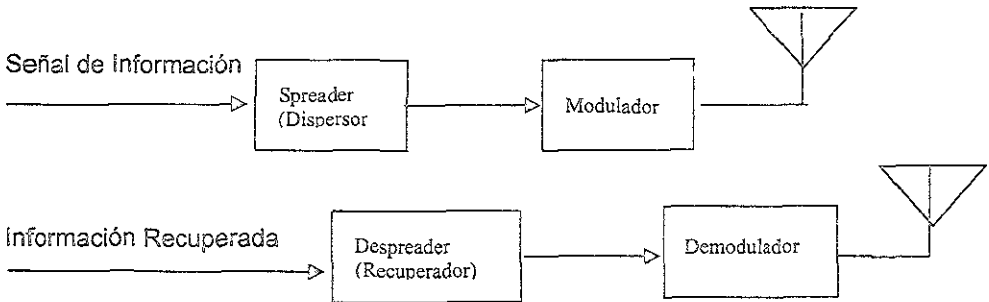 Señal de Información
Spreader
(Dispersor
Modulador
Información Recuperada
Despreader
(Recuperador)
Demodulador